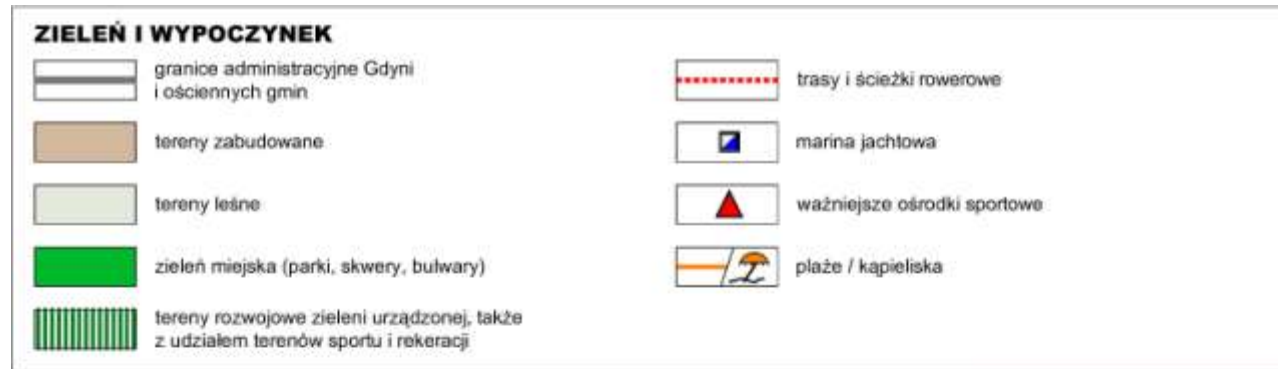 ZIELEŃ I WYPOCZYNEK
granice administracyjne Gdyni
i ościennych gmin
tereny zabudowane
tereny leśne
zieleń miejska (parki, skwery, bulwary)
tereny rozwojowe zieleni urządzonej, także
z udziałem terenów sportu i rekeracji
trasy i ścieżki rowerowe
marina jachtowa
ważniejsze ośrodki sportowe
plaże / kąpieliska